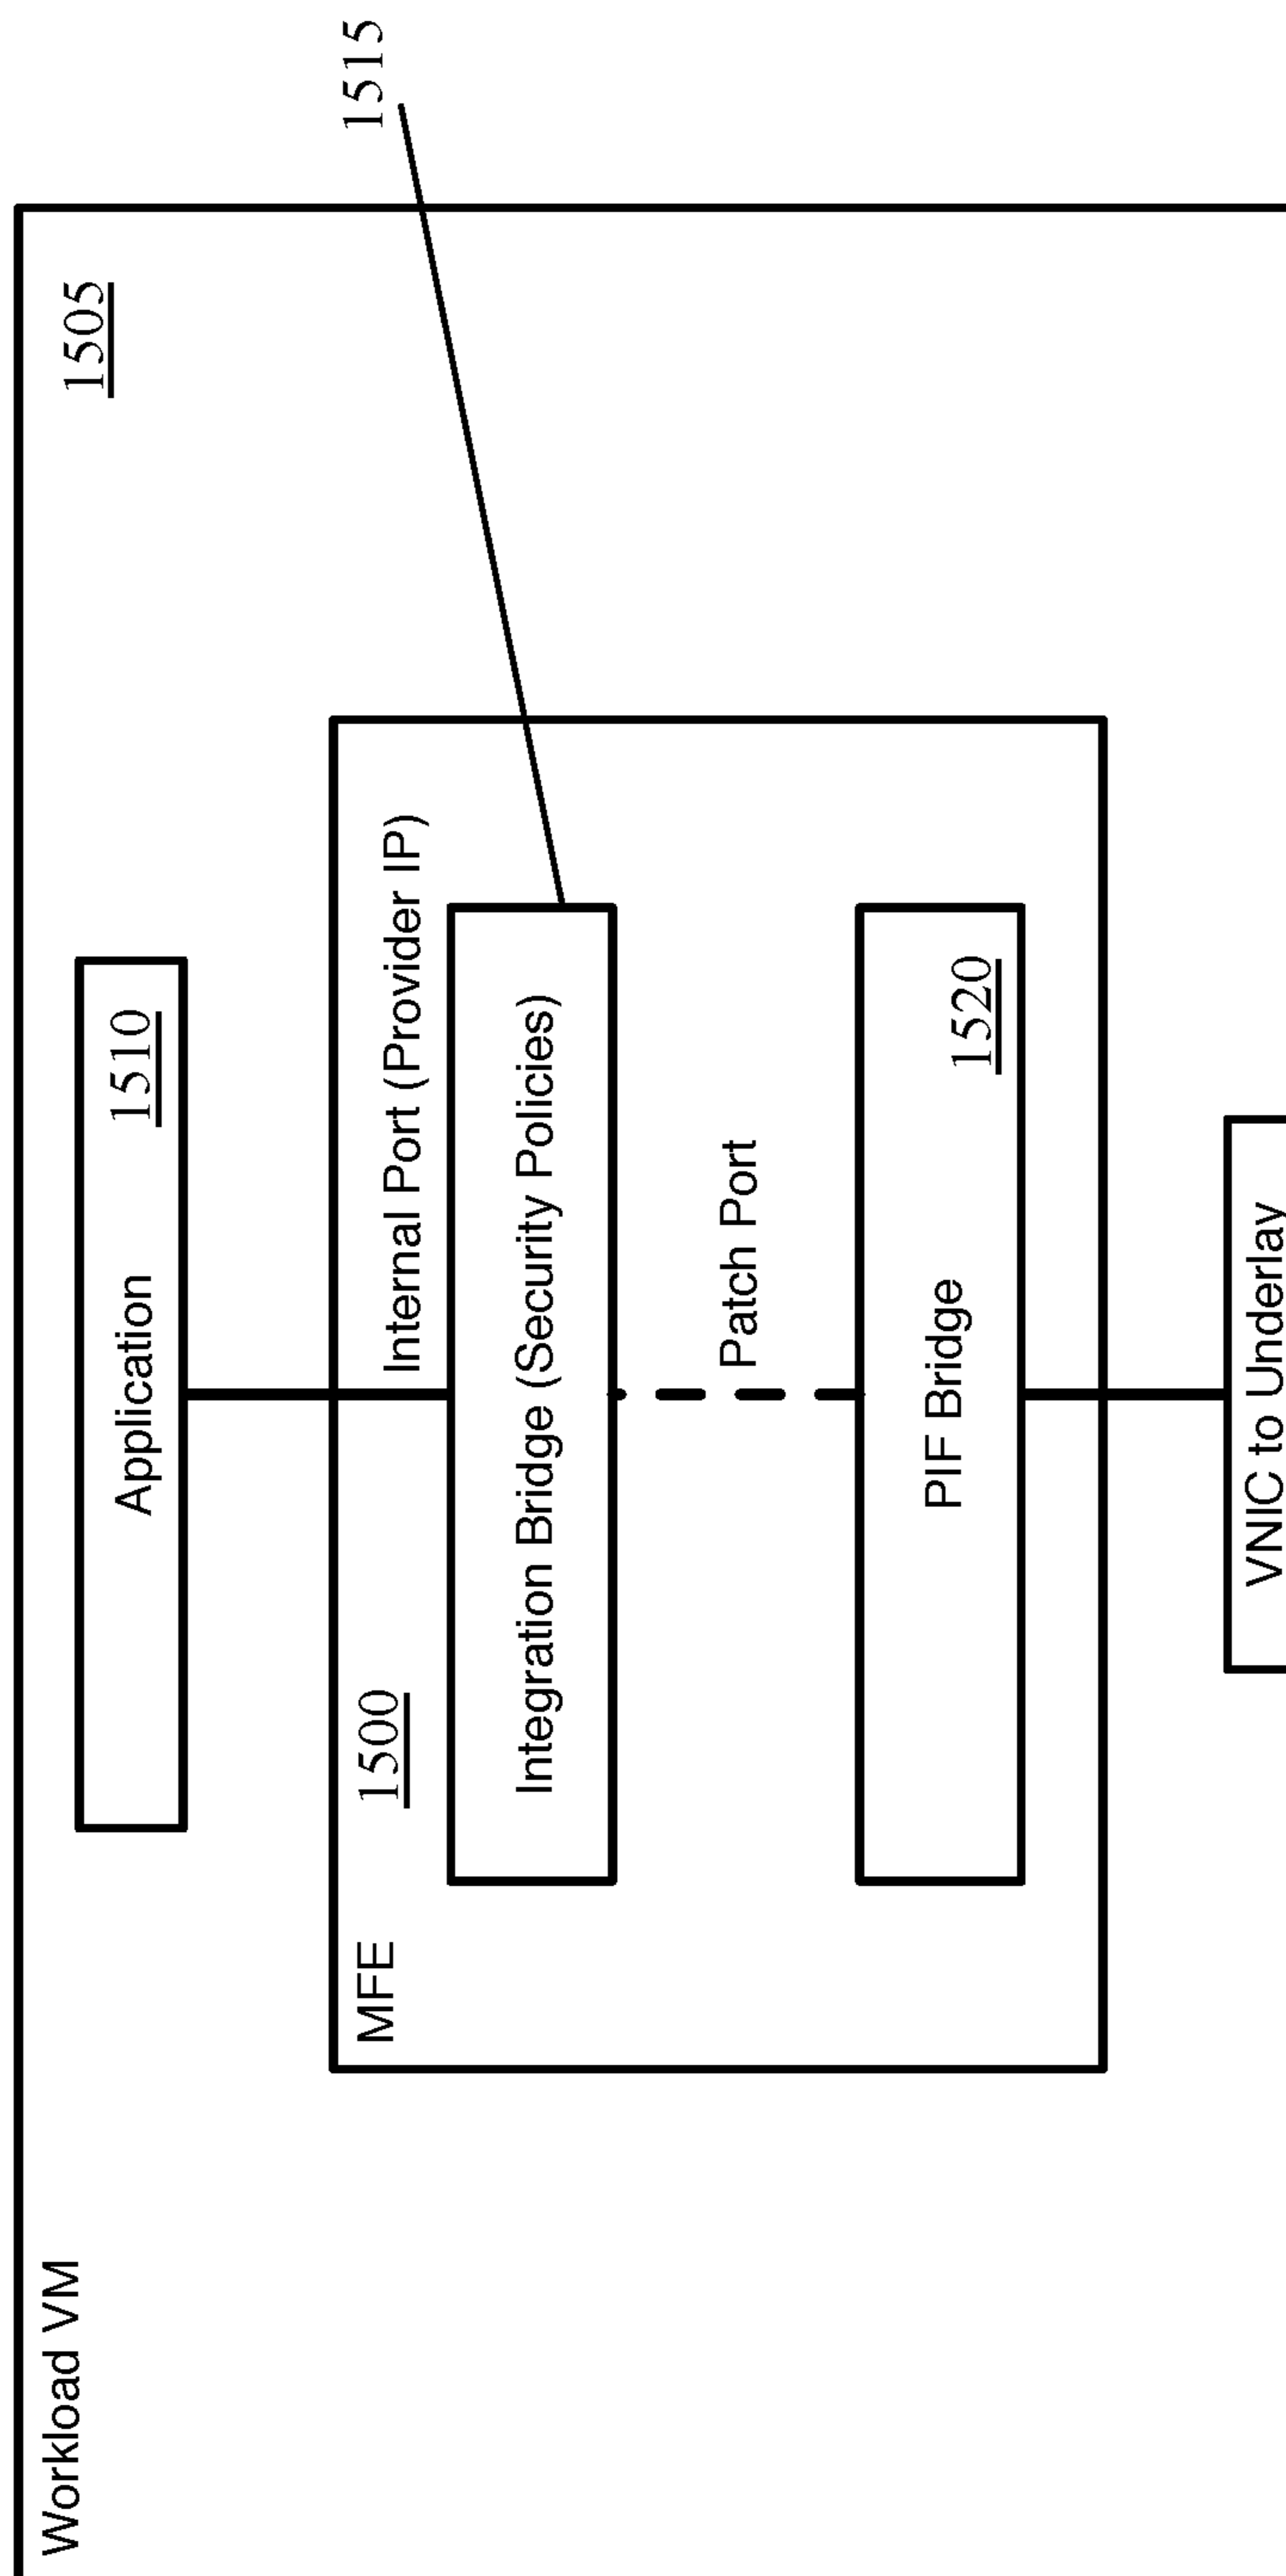 Workload VM
1505
Application
1510
1515
MFE
1500
Internal Port (Provider IP)
Integration Bridge (Security Policies)
Patch Port
PIF Bridge
1520
VNIC to Underlay